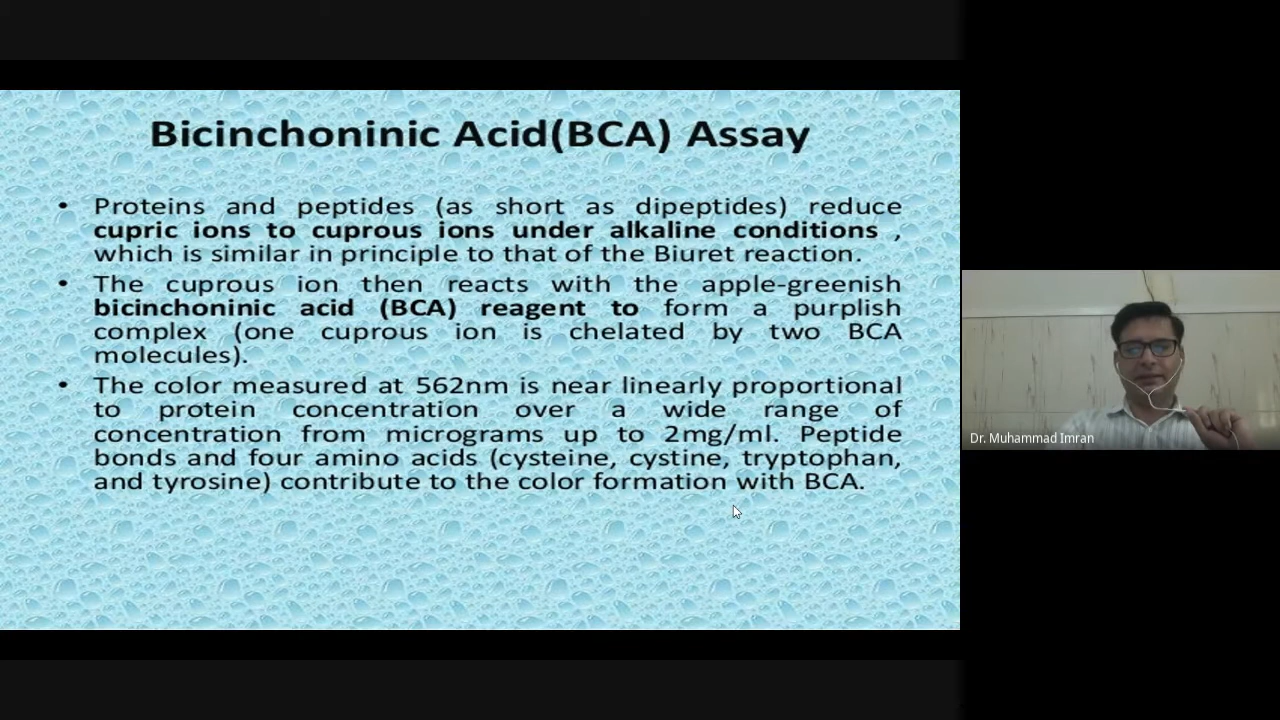 Bicinchoninic Acid(BCA) Assay
• Proteins and peptides (as short as dipeptides) reduce
cupric ions to cuprous ions under alkaline conditions ,
which is similar in principle to that of the Biuret reaction.
• The cuprous ion then reacts with the apple-greenish
bicinchoninic acid (BCA) reagent to form a purplish
complex (one cuprous ion is chelated by two BCA
molecules).
• The color measured at 562nm is near linearly proportional
to protein concentration over a wide range of
concentration from micrograms up to 2mg/ml. Peptide
bonds and four amino acids (cysteine, cystine, tryptophan,
and tyrosine) contribute to the color formation with BCA.
Dr. Muhammad Imran